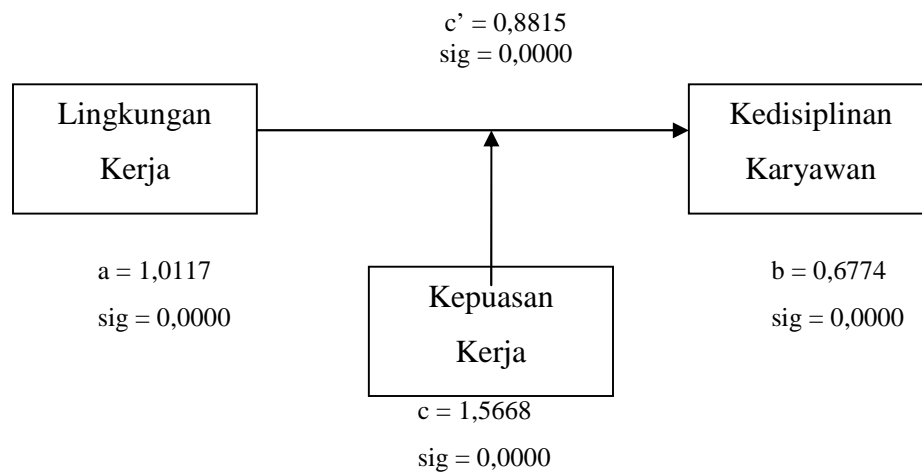 c’ = 0,8815
sig = 0,0000
Lingkungan
Kerja
Kedisiplinan
Karyawan
a = 1,0117
sig = 0,0000
Kepuasan
Kerja
b = 0,6774
sig = 0,0000
c = 1,5668
sig = 0,0000